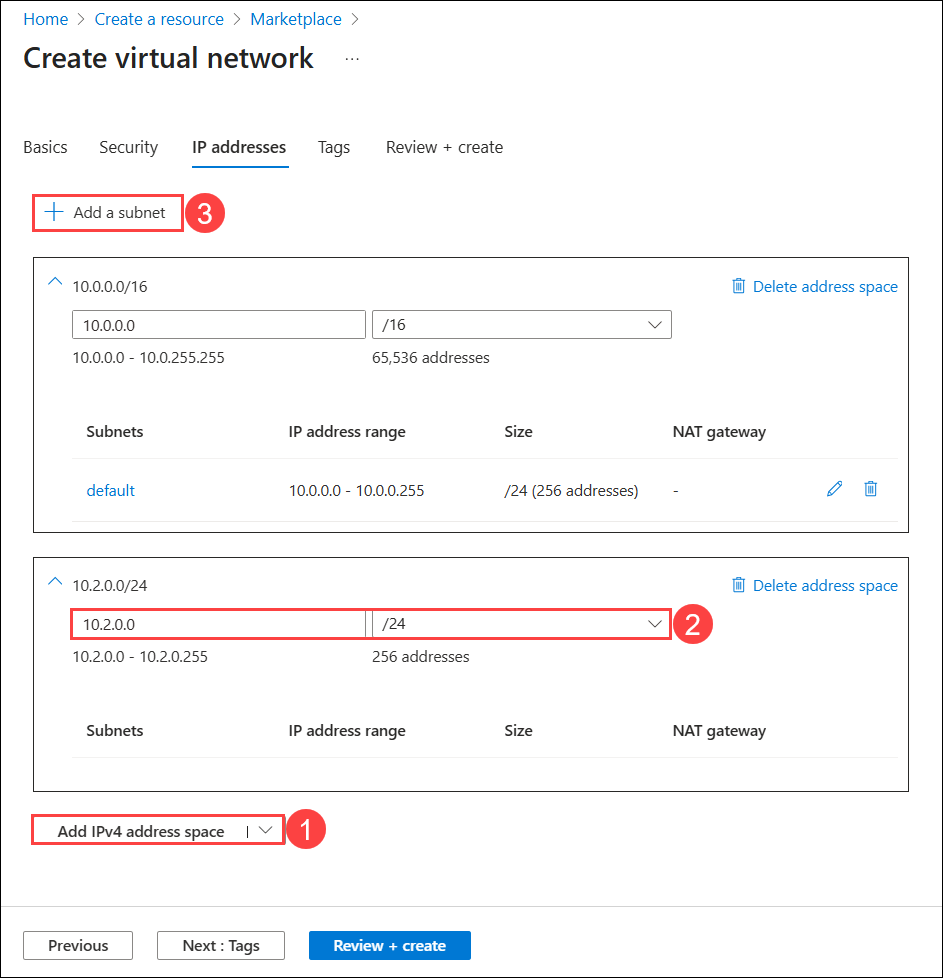 Home > Create a resource > Marketplace >
Create virtual network ...
Basics Security IP addresses Tags Review + create
+ Add a subnet 3
10.0.0.0/16 Delete address space
10.0.0.0 /16
10.0.0.0 - 10.0.255.255 65,536 addresses
Subnets IP address range Size NAT gateway
default 10.0.0.0 - 10.0.0.255 /24 (256 addresses) -
10.2.0.0/24 Delete address space
10.2.0.0 /24 2
10.2.0.0 - 10.2.0.255 256 addresses
Subnets IP address range Size NAT gateway
Add IPv4 address space | 1
Previous Next : Tags Review + create